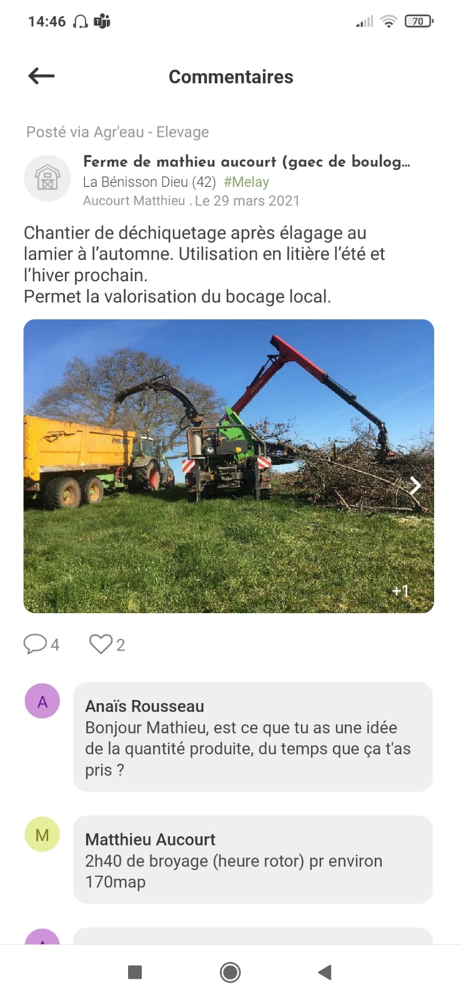 14:46
70
Commentaires
Posté via Agr'eau - Elevage
Ferme de mathieu aucourt (gaec de boulog...
La Bénisson Dieu (42) #Melay
Aucourt Matthieu . Le 29 mars 2021
Chantier de déchiquetage après élagage au
lamier à l’automne. Utilisation en litière l’été et
l’hiver prochain.
Permet la valorisation du bocage local.
+1
4
2
A
Anaïs Rousseau
Bonjour Mathieu, est ce que tu as une idée
de la quantité produite, du temps que ça t'as
pris ?
M
Matthieu Aucourt
2h40 de broyage (heure rotor) pr environ
170map